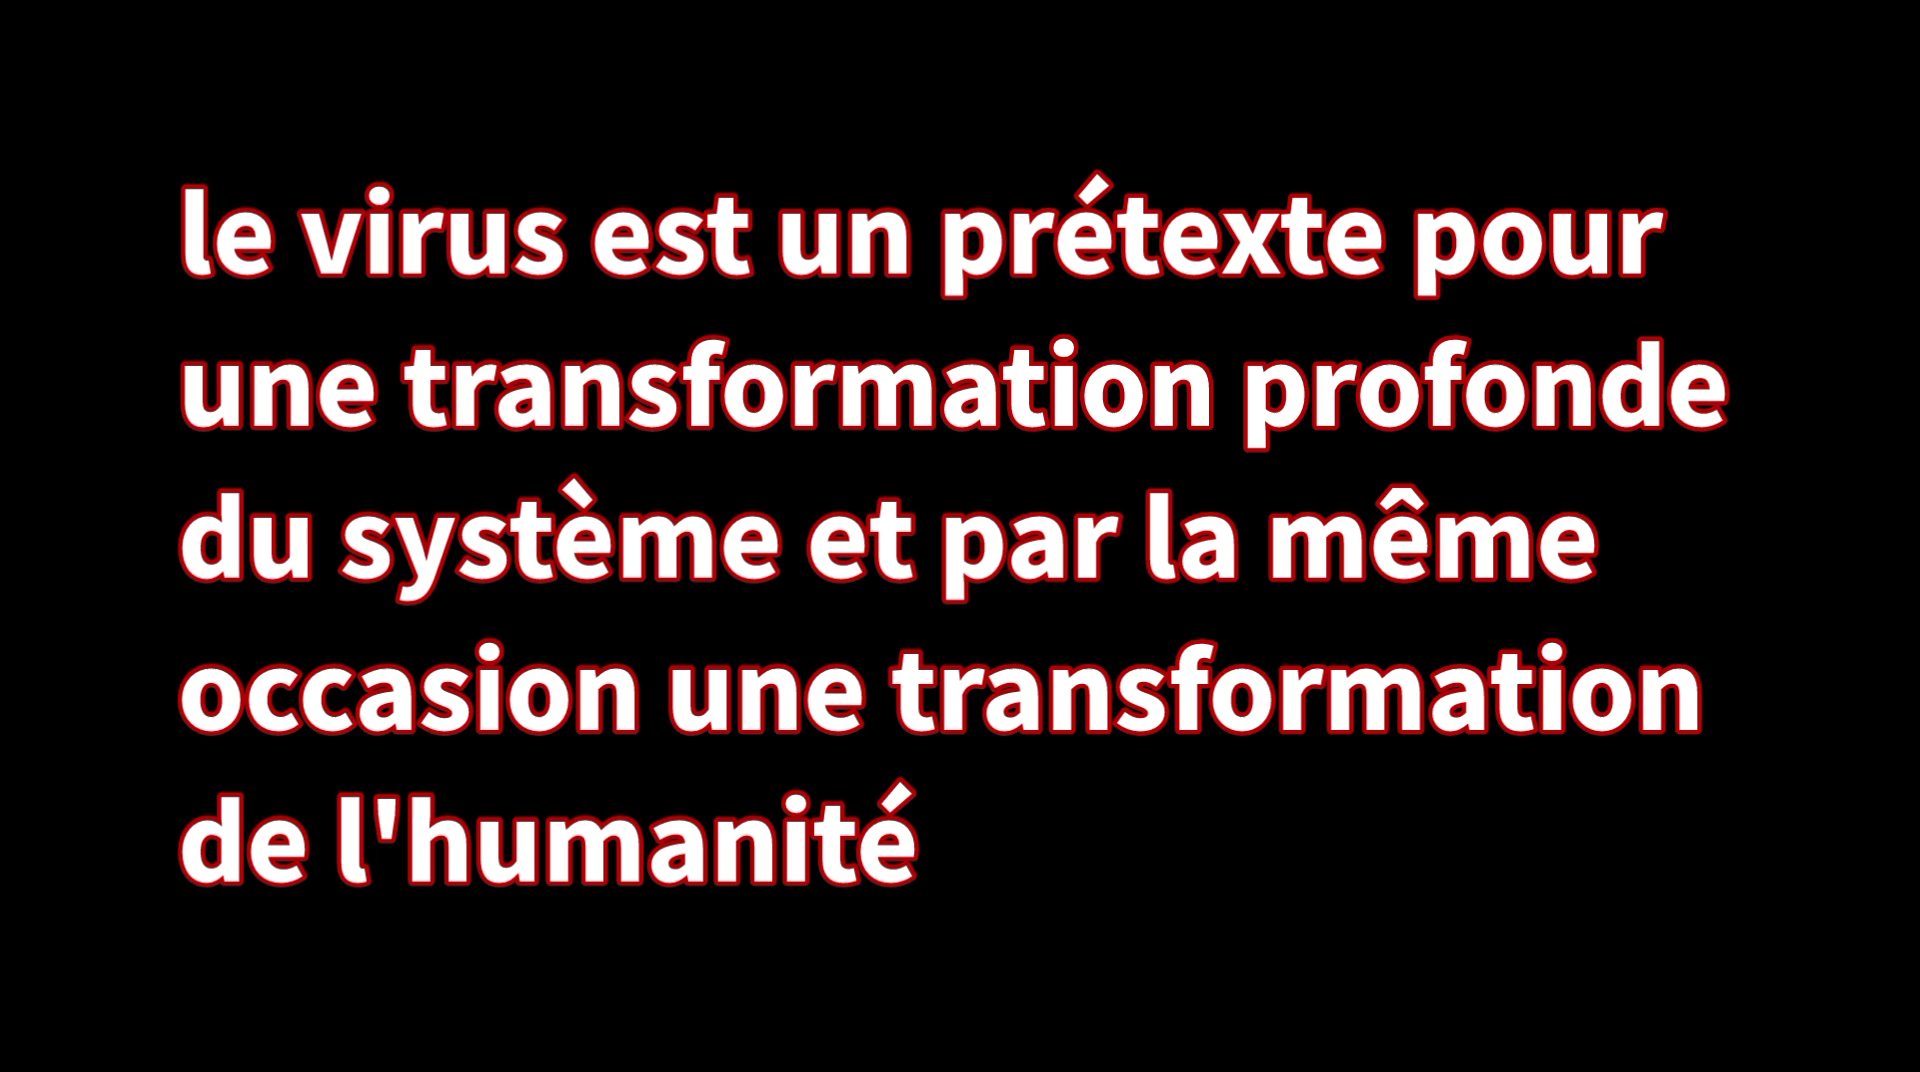 le virus est un prétexte pour
une transformation profonde
du système et par la même
occasion une transformation
de l'humanité